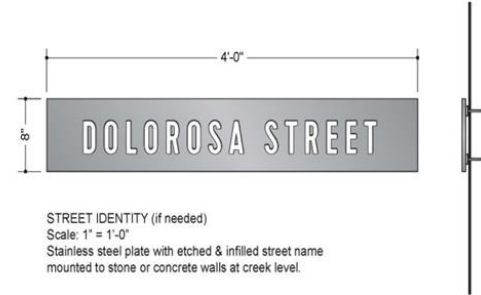 4'-0"
8"
DOLOROSA STREET
STREET IDENTITY (if needed)
Scale: 1" = 1'-0"
Stainless steel plate with etched & infilled street name
mounted to stone or concrete walls at creek level.